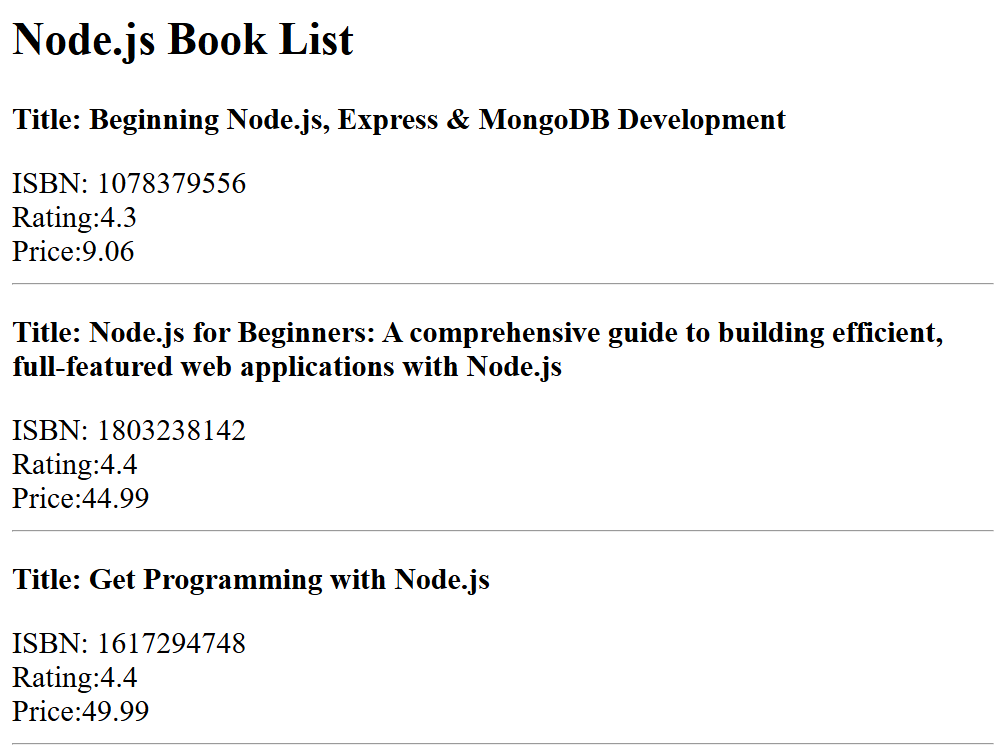 Node.js Book List
Title: Beginning Node.js, Express & MongoDB Development
ISBN: 1078379556
Rating:4.3
Price:9.06
Title: Node.js for Beginners: A comprehensive guide to building efficient,
full-featured web applications with Node.js
ISBN: 1803238142
Rating:4.4
Price:44.99
Title: Get Programming with Node.js
ISBN: 1617294748
Rating:4.4
Price:49.99